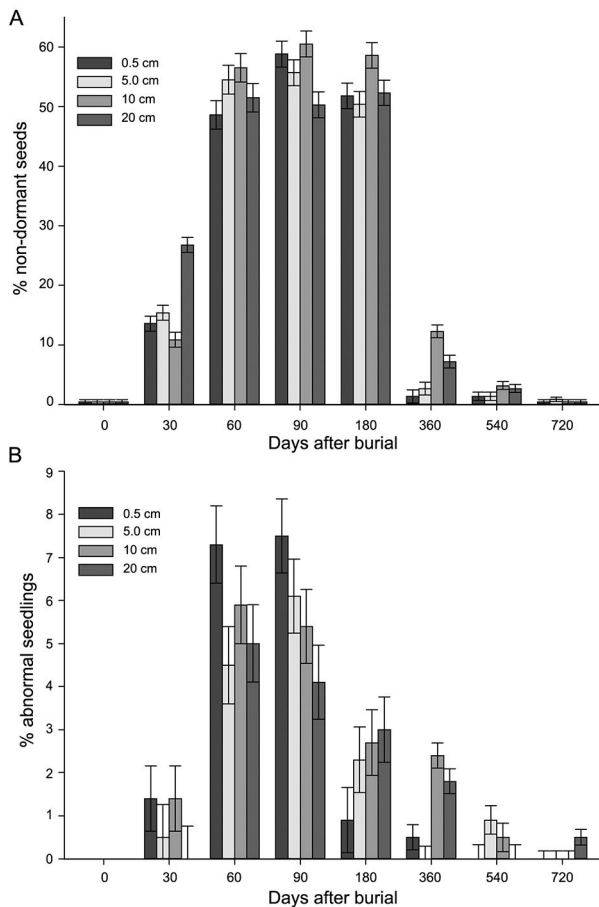 A
60
50
40
30
20
10
0
% non-dormant seeds
0.5 cm
5.0 cm
10 cm
20 cm
0 30 60 90 180 360 540 720
Days after burial
B
9
8
7
6
5
4
3
2
1
0
% abnormal seedlings
0.5 cm
5.0 cm
10 cm
20 cm
0 30 60 90 180 360 540 720
Days after burial